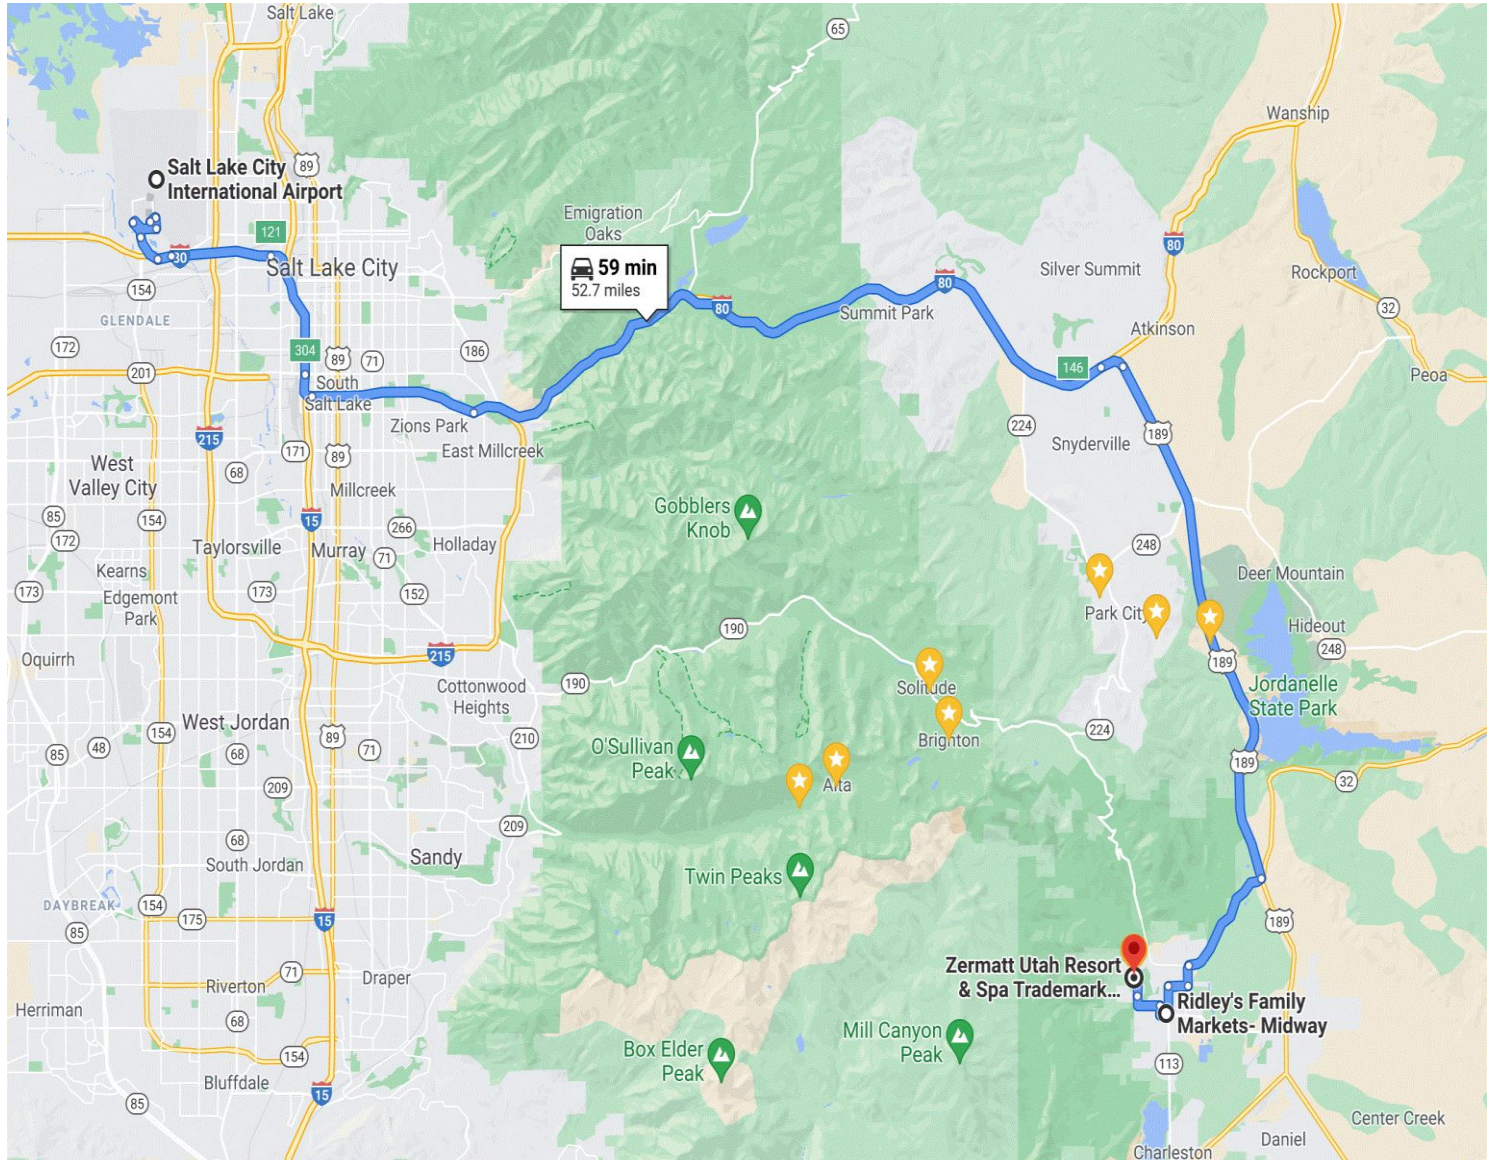 Salt Lake
65
Wanship
89
Salt Lake City
International Airport
Emigration
Oaks
121
80
59 min
52.7 miles
Salt Lake City
80
Silver Summit
Rockport
154
80
80
32
GLENDALE
Summit Park
Atkinson
172
304
89
71
186
146
201
South
Salt Lake
Peoa
Zions Park
224
189
215
171
East Millcreek
Snyderville
West
Valley City
68
89
Millcreek
Gobblers
Knob
85
154
15
266
172
Taylorsville
Murray
71
Holladay
248
Kearns
Deer Mountain
173
Edgemont
Park
173
152
Park City
190
Hideout
248
Oquirrh
215
189
190
Solitude
Jordanelle
State Park
Cottonwood
Heights
West Jordan
154
89
210
224
85
48
68
71
O'Sullivan
Peak
Brighton
189
209
Alta
32
209
68
Sandy
South Jordan
Twin Peaks
DAYBREAK
154
175
15
189
85
Zermatt Utah Resort
& Spa Trademark...
71
Draper
Riverton
Ridley's Family
Markets- Midway
Herriman
68
Mill Canyon
Peak
Box Elder
Peak
154
113
Bluffdale
15
85
Center Creek
Daniel
Charleston